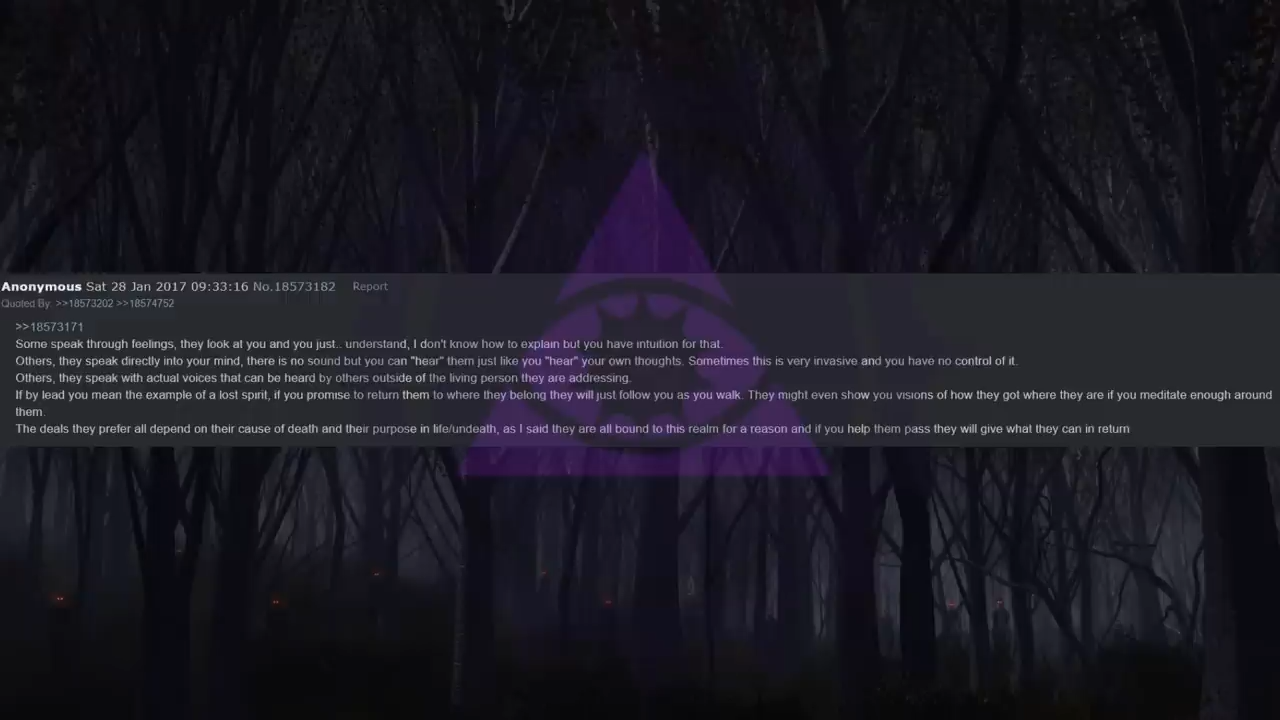 Anonymous Sat 28 Jan 2017 09:33:16 No.18573182 Report
Quoted By: >>18573202 >>18574752
>>18573171
Some speak through feelings, they look at you and you just.. understand, I don't know how to explain but you have intuition for that.
Others, they speak directly into your mind, there is no sound but you can "hear" them just like you "hear" your own thoughts. Sometimes this is very invasive and you have no control of it.
Others, they speak with actual voices that can be heard by others outside of the living person they are addressing.
If by lead you mean the example of a lost spirit, if you promise to return them to where they belong they will just follow you as you walk. They might even show you visions of how they got where they are if you meditate enough around
them.
The deals they prefer all depend on their cause of death and their purpose in life/undeath, as I said they are all bound to this realm for a reason and if you help them pass they will give what they can in return